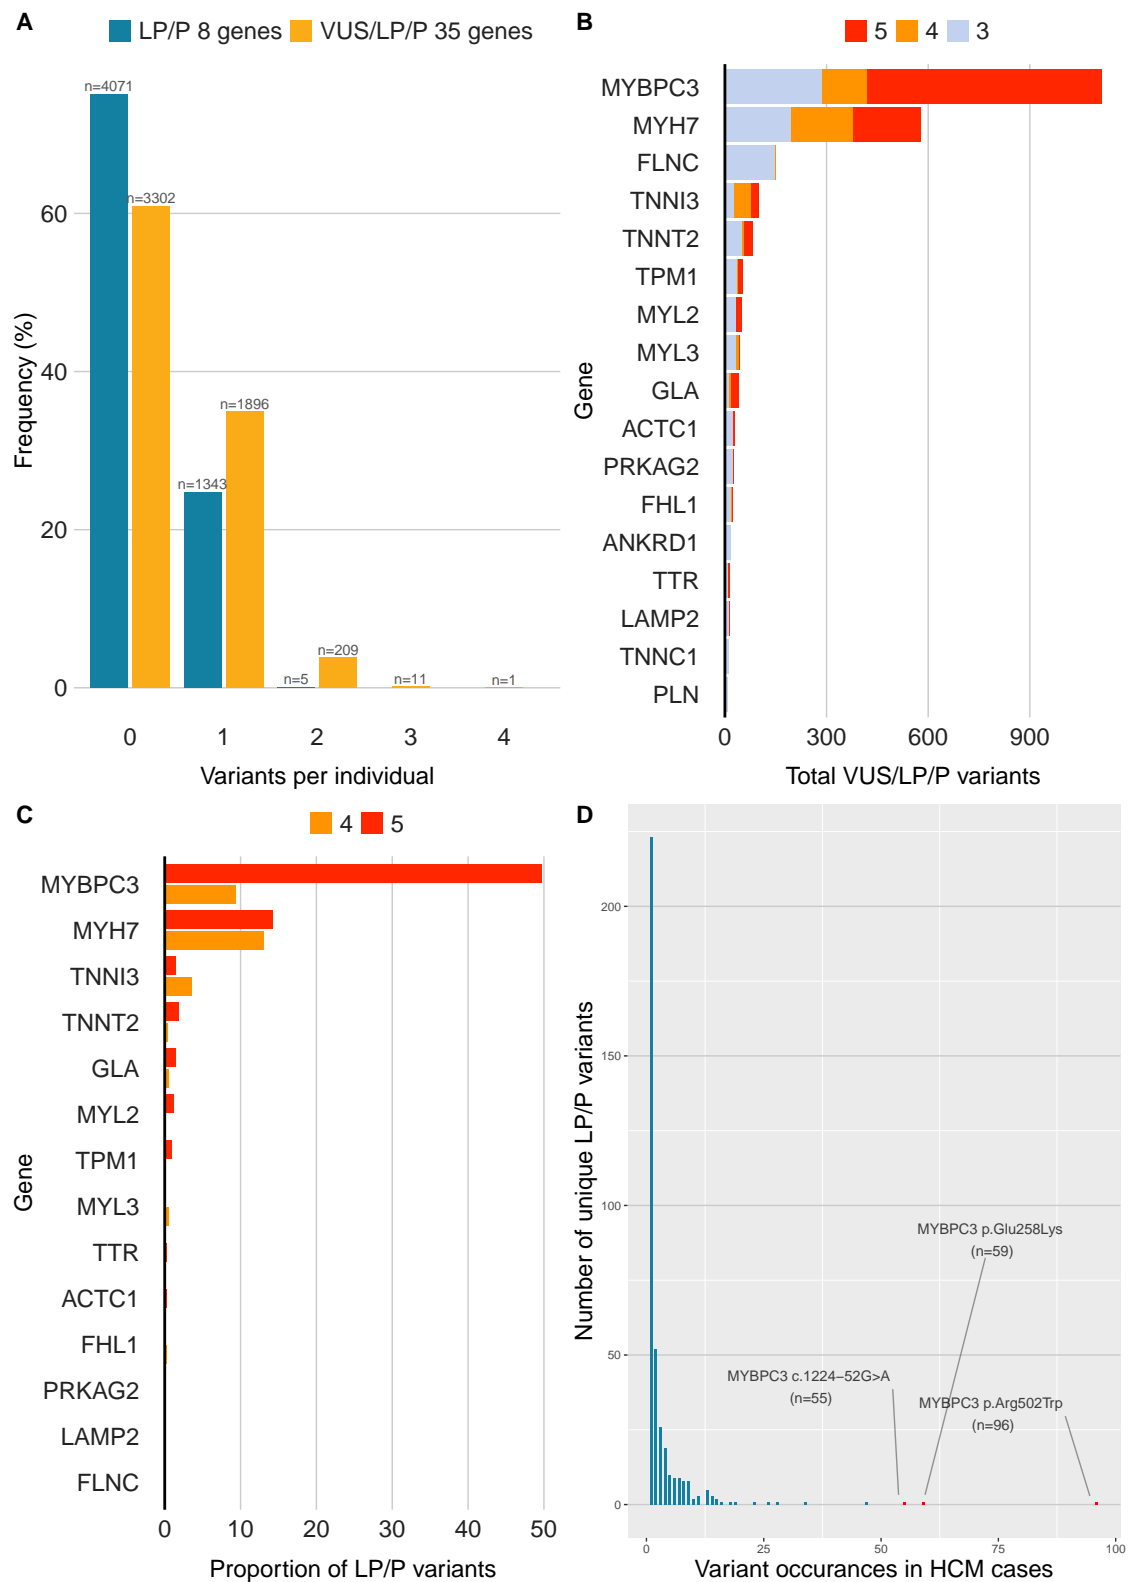 A
LP/P 8 genes VUS/LP/P 35 genes
n=4071
n=3302
n=1896
n=1343
n=209
n=5
n=11
n=1
60
40
20
0
Frequency (%)
0 1 2 3 4
Variants per individual
B
5 4 3
MYBPC3
MYH7
FLNC
TNNI3
TNNT2
TPM1
MYL2
MYL3
GLA
ACTC1
PRKAG2
FHL1
ANKRD1
TTR
LAMP2
TNNC1
PLN
Gene
0 300 600 900
Total VUS/LP/P variants
C
4 5
MYBPC3
MYH7
TNNI3
TNNT2
GLA
MYL2
TPM1
MYL3
TTR
ACTC1
FHL1
PRKAG2
LAMP2
FLNC
Gene
0 10 20 30 40 50
Proportion of LP/P variants
D
200
150
100
50
0
Number of unique LP/P variants
MYBPC3 p.Glu258Lys
(n=59)
MYBPC3 c.1224−52G>A
(n=55)
MYBPC3 p.Arg502Trp
(n=96)
0 25 50 75 100
Variant occurances in HCM cases